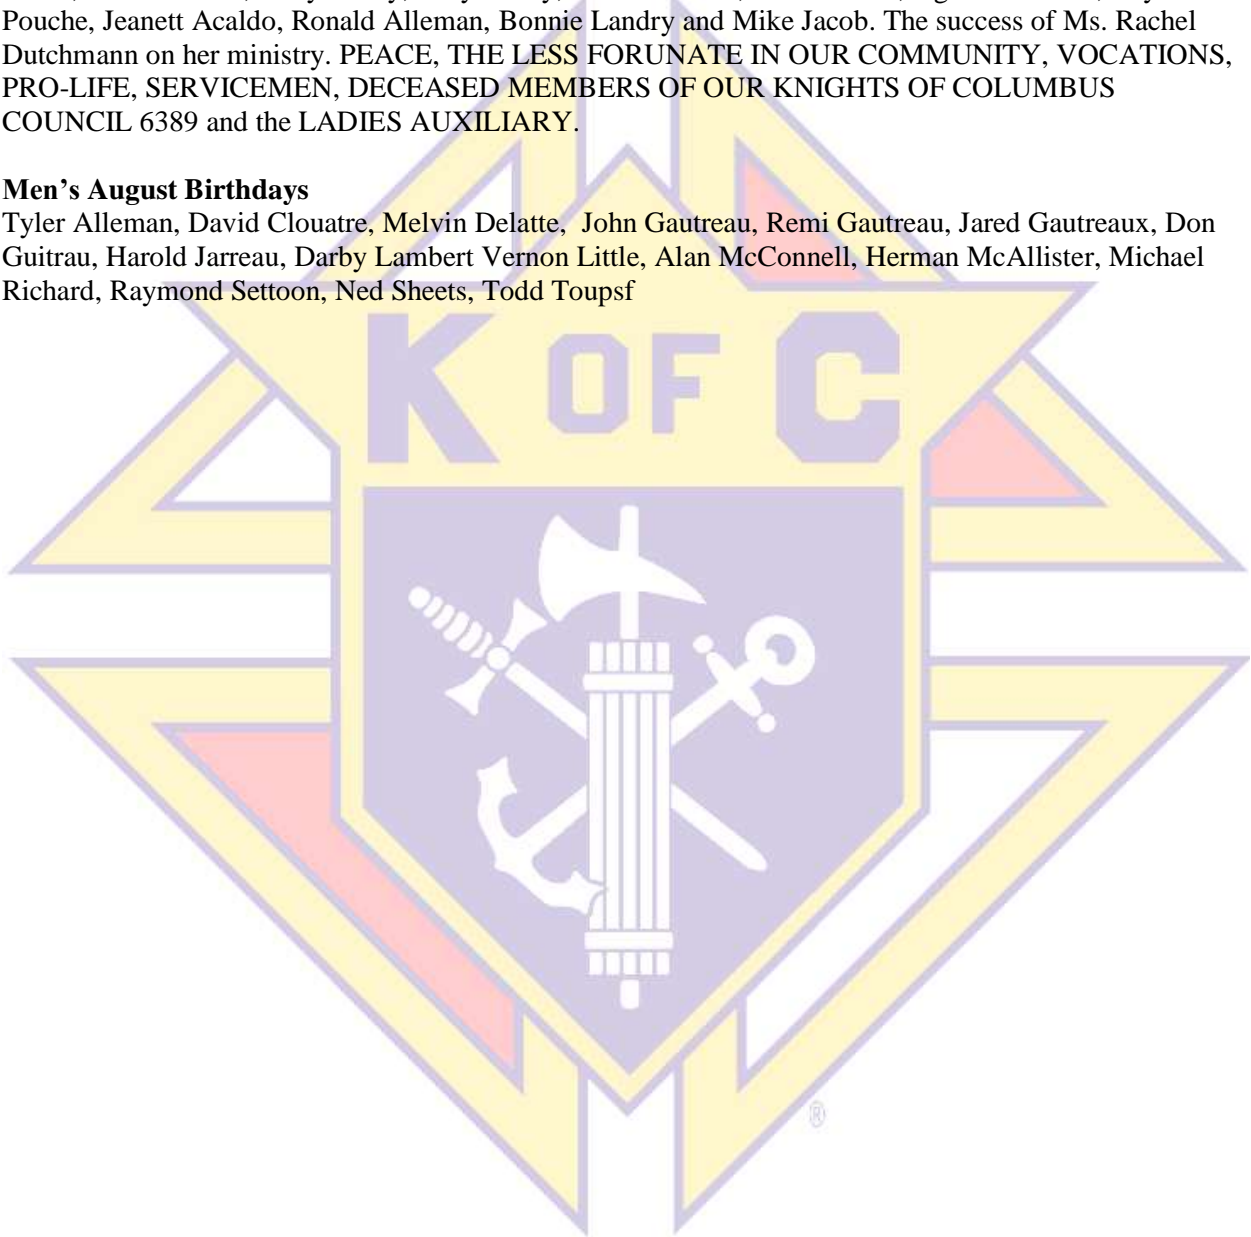 Pouche, Jeanett Acaldo, Ronald Alleman, Bonnie Landry and Mike Jacob. The success of Ms. Rachel
Dutchmann on her ministry. PEACE, THE LESS FORUNATE IN OUR COMMUNITY, VOCATIONS,
PRO-LIFE, SERVICEMEN, DECEASED MEMBERS OF OUR KNIGHTS OF COLUMBUS
COUNCIL 6389 and the LADIES AUXILIARY.
Men’s August Birthdays
Tyler Alleman, David Clouatre, Melvin Delatte, John Gautreau, Remi Gautreau, Jared Gautreaux, Don
Guitrau, Harold Jarreau, Darby Lambert Vernon Little, Alan McConnell, Herman McAllister, Michael
Richard, Raymond Settoon, Ned Sheets, Todd Toupsf
K OF C
®